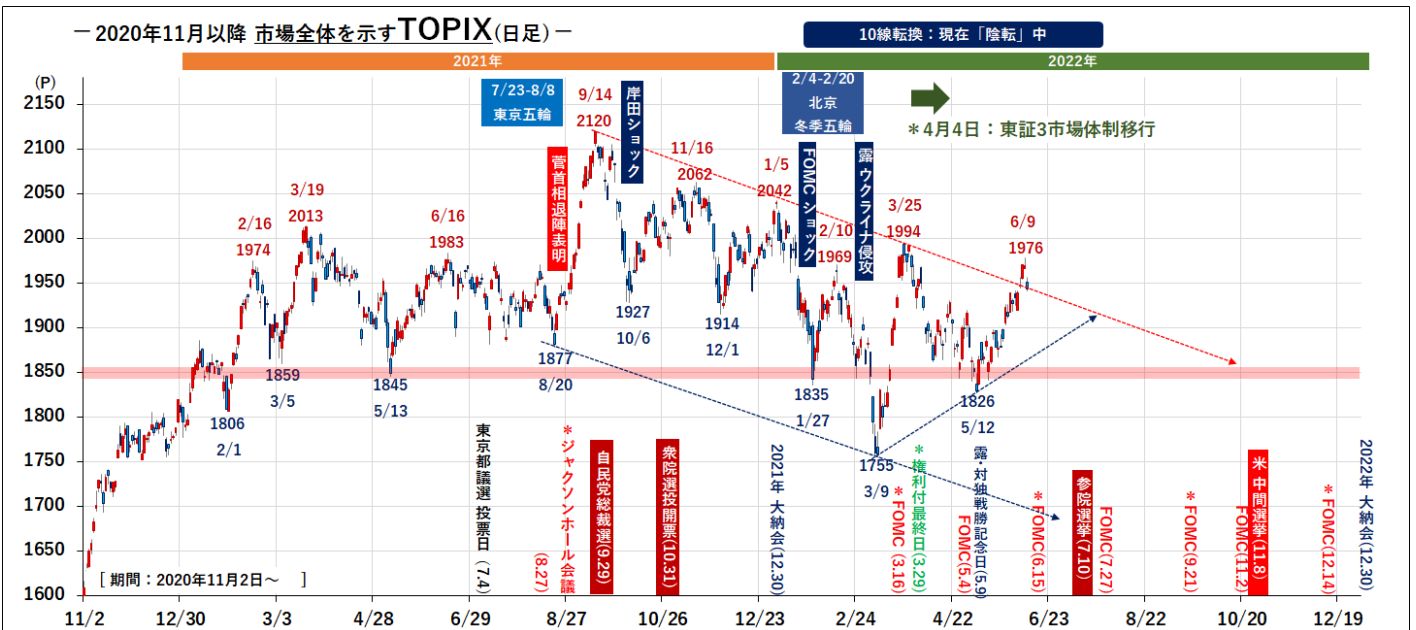 ― 2020年11月以降 市場全体を示すTOPIX(日足) ―
10線転換：現在「陰転」中
2021年
2022年
(P)
2150
2100
2050
2000
1950
1900
1850
1800
1750
1700
1650
1600
7/23-8/8
東京五輪
2/4-2/20
北京
冬季五輪
＊4月4日：東証3市場体制移行
2/16
1974
3/19
2013
6/16
1983
9/14
2120
11/16
2062
1/5
2042
2/10
1969
3/25
1994
6/9
1976
菅首相退陣表明
岸田ショック
FOMCショック
露 ウクライナ侵攻
1806
2/1
1859
3/5
1845
5/13
1877
8/20
1927
10/6
1914
12/1
1835
1/27
1755
3/9
1826
5/12
東京都議選 投票日 (7.4)
＊ジャクソンホール会議
(8.27)
自民党総裁選(9.29)
衆院選投開票(10.31)
2021年 大納会(12.30)
＊FOMC (3.16)
＊権利付最終日(3.29)
FOMC(5.4)
露・対独戦勝記念日(5.9)
＊FOMC(6.15)
参院選挙(7.10)
FOMC(7.27)
＊FOMC(9.21)
FOMC(11.2)
米 中間選挙(11.8)
＊FOMC(12.14)
2022年 大納会(12.30)
[ 期間：2020年11月2日～ ]
11/2
12/30
3/3
4/28
6/29
8/27
10/26
12/23
2/24
4/22
6/23
8/22
10/20
12/19